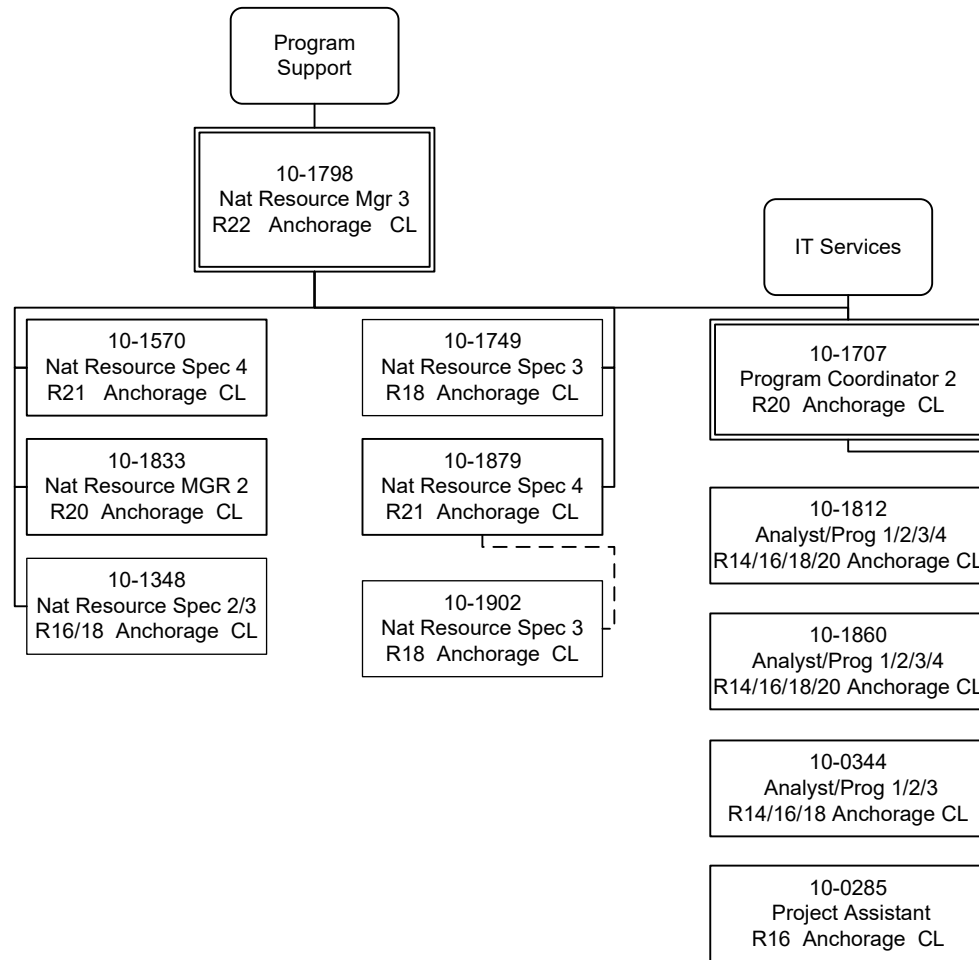 Program
Support
10-1798
Nat Resource Mgr 3
R22 Anchorage CL
IT Services
10-1570
Nat Resource Spec 4
R21 Anchorage CL
10-1749
Nat Resource Spec 3
R18 Anchorage CL
10-1707
Program Coordinator 2
R20 Anchorage CL
10-1833
Nat Resource MGR 2
R20 Anchorage CL
10-1879
Nat Resource Spec 4
R21 Anchorage CL
10-1812
Analyst/Prog 1/2/3/4
R14/16/18/20 Anchorage CL
10-1348
Nat Resource Spec 2/3
R16/18 Anchorage CL
10-1902
Nat Resource Spec 3
R18 Anchorage CL
10-1860
Analyst/Prog 1/2/3/4
R14/16/18/20 Anchorage CL
10-0344
Analyst/Prog 1/2/3
R14/16/18 Anchorage CL
10-0285
Project Assistant
R16 Anchorage CL